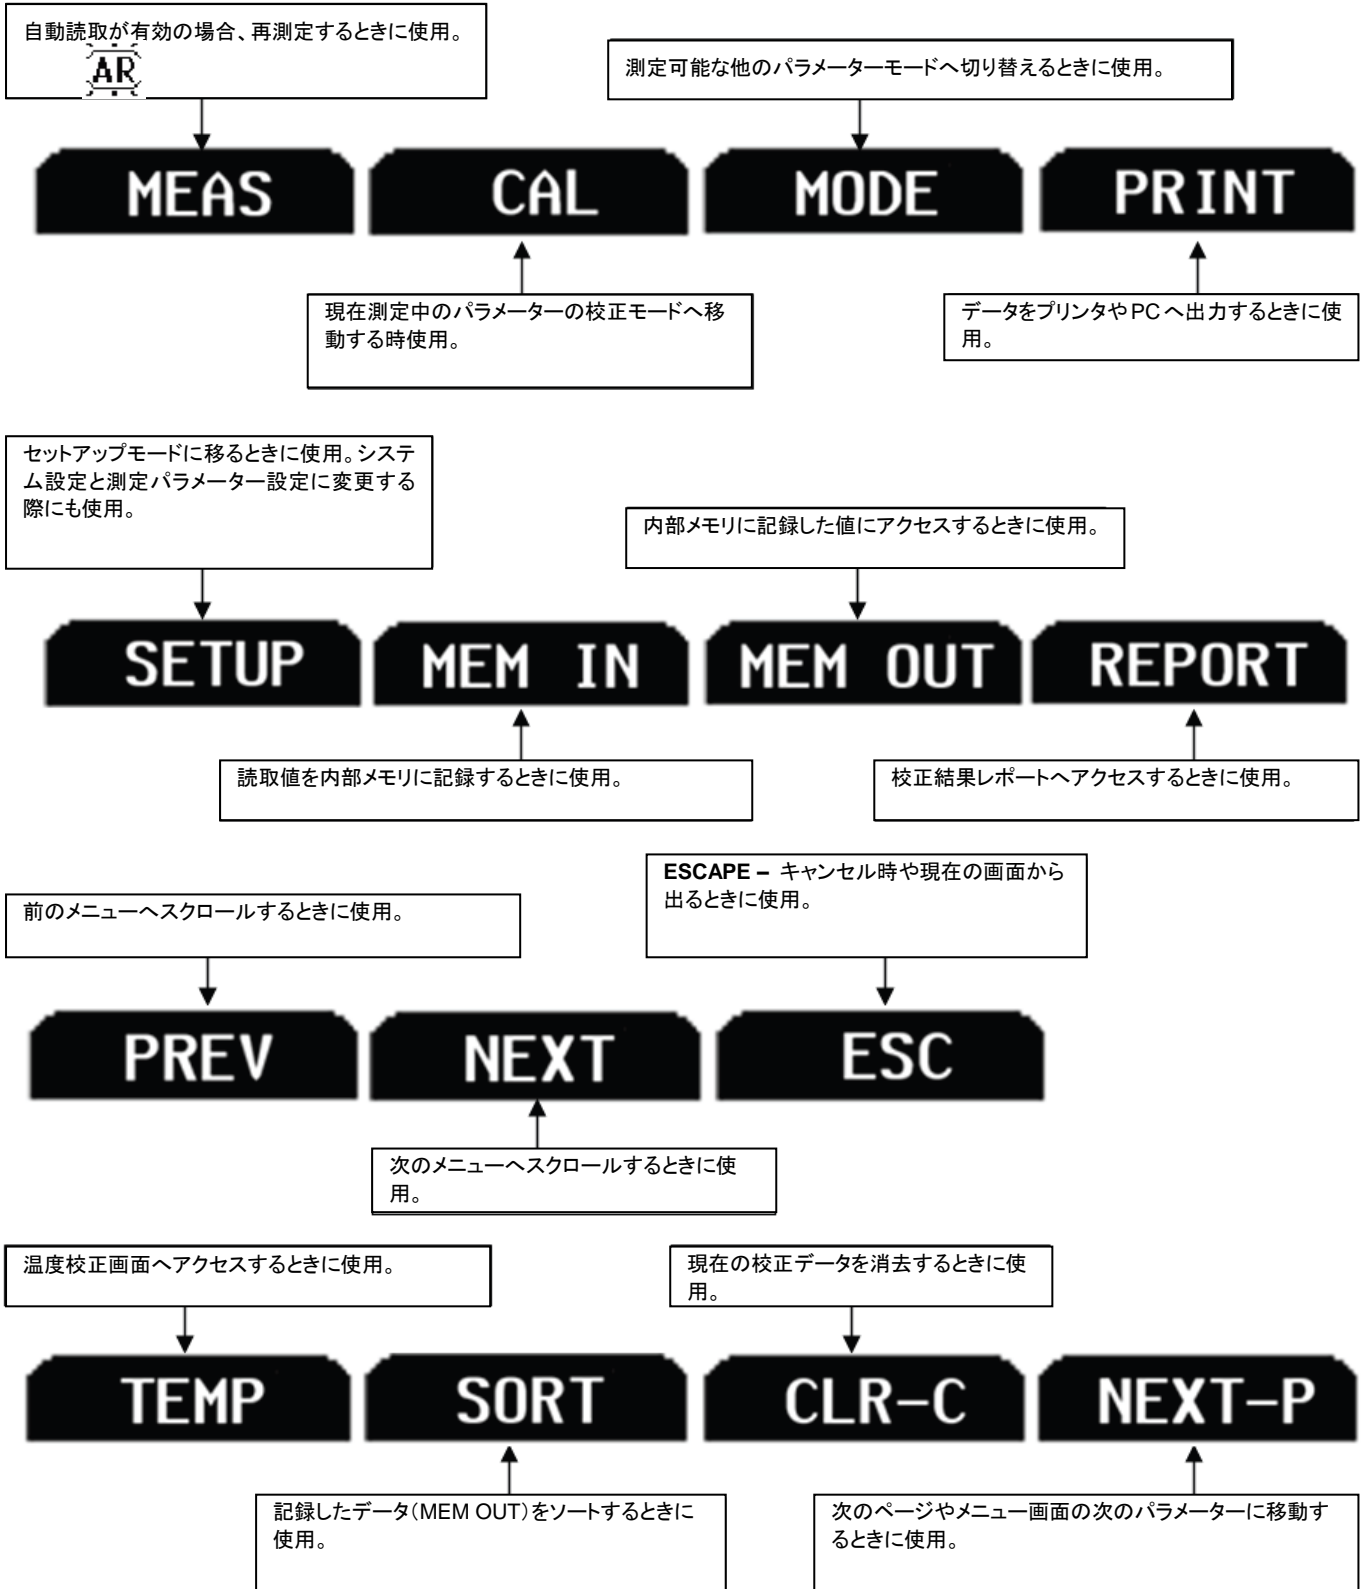 自動読取が有効の場合、再測定するときに使用。
AR
測定可能な他のパラメーターモードへ切り替えるときに使用。
MEAS
CAL
MODE
PRINT
現在測定中のパラメーターの校正モードへ移
動する時使用。
データをプリンタやPCへ出力するときに使
用。
セットアップモードに移るときに使用。システ
ム設定と測定パラメーター設定に変更する
際にも使用。
内部メモリに記録した値にアクセスするときに使用。
SETUP
MEM IN
MEM OUT
REPORT
読取値を内部メモリに記録するときに使用。
校正結果レポートへアクセスするときに使用。
前のメニューへスクロールするときに使用。
ESCAPE – キャンセル時や現在の画面から
出るときに使用。
PREV
NEXT
ESC
次のメニューへスクロールするときに使
用。
温度校正画面へアクセスするときに使用。
現在の校正データを消去するときに使
用。
TEMP
SORT
CLR-C
NEXT-P
記録したデータ(MEM OUT)をソートするときに
使用。
次のページやメニュー画面の次のパラメーターに移動す
るときに使用。